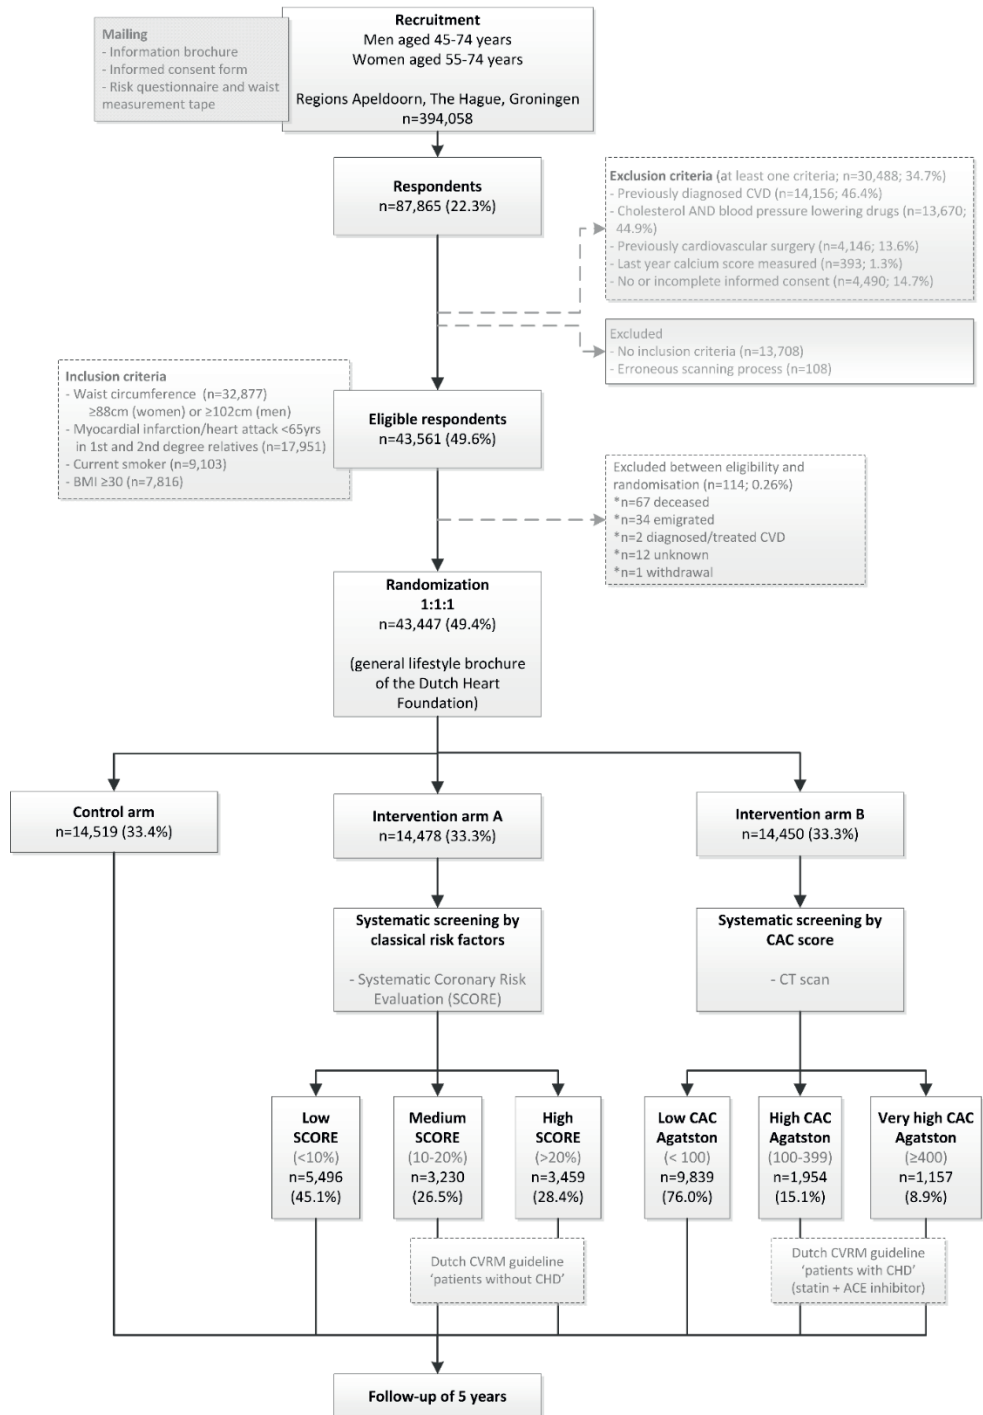 Mailing
- Information brochure
- Informed consent form
- Risk questionnaire and waist
measurement tape
Recruitment
Men aged 45-74 years
Women aged 55-74 years
Regions Apeldoorn, The Hague, Groningen
n=394,058
Respondents
n=87,865 (22.3%)
Exclusion criteria (at least one criteria; n=30,488; 34.7%)
- Previously diagnosed CVD (n=14,156; 46.4%)
- Cholesterol AND blood pressure lowering drugs (n=13,670;
44.9%)
- Previously cardiovascular surgery (n=4,146; 13.6%)
- Last year calcium score measured (n=393; 1.3%)
- No or incomplete informed consent (n=4,490; 14.7%)
Excluded
- No inclusion criteria (n=13,708)
- Erroneous scanning process (n=108)
Inclusion criteria
- Waist circumference (n=32,877)
≥88cm (women) or ≥102cm (men)
- Myocardial infarction/heart attack <65yrs
in 1st and 2nd degree relatives (n=17,951)
- Current smoker (n=9,103)
- BMI ≥30 (n=7,816)
Eligible respondents
n=43,561 (49.6%)
Excluded between eligibility and
randomisation (n=114; 0.26%)
*n=67 deceased
*n=34 emigrated
*n=2 diagnosed/treated CVD
*n=12 unknown
*n=1 withdrawal
Randomization
1:1:1
n=43,447 (49.4%)
(general lifestyle brochure
of the Dutch Heart
Foundation)
Control arm
n=14,519 (33.4%)
Intervention arm A
n=14,478 (33.3%)
Intervention arm B
n=14,450 (33.3%)
Systematic screening by
classical risk factors
- Systematic Coronary Risk
Evaluation (SCORE)
Systematic screening by
CAC score
- CT scan
Low
SCORE
(<10%)
n=5,496
(45.1%)
Medium
SCORE
(10-20%)
n=3,230
(26.5%)
High
SCORE
(>20%)
n=3,459
(28.4%)
Low CAC
Agatston
(< 100)
n=9,839
(76.0%)
High CAC
Agatston
(100-399)
n=1,954
(15.1%)
Very high CAC
Agatston
(≥400)
n=1,157
(8.9%)
Dutch CVRM guideline
'patients without CHD'
Dutch CVRM guideline
'patients with CHD'
(statin + ACE inhibitor)
Follow-up of 5 years